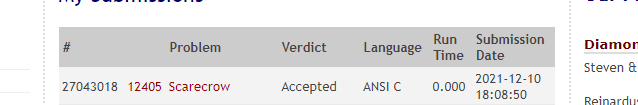 My Submissions
# Problem Verdict Language Run Time Submission Date
27043018 12405 Scarecrow Accepted ANSI C 0.000 2021-12-10 18:08:50
Diamon
Steven &
Reinardus